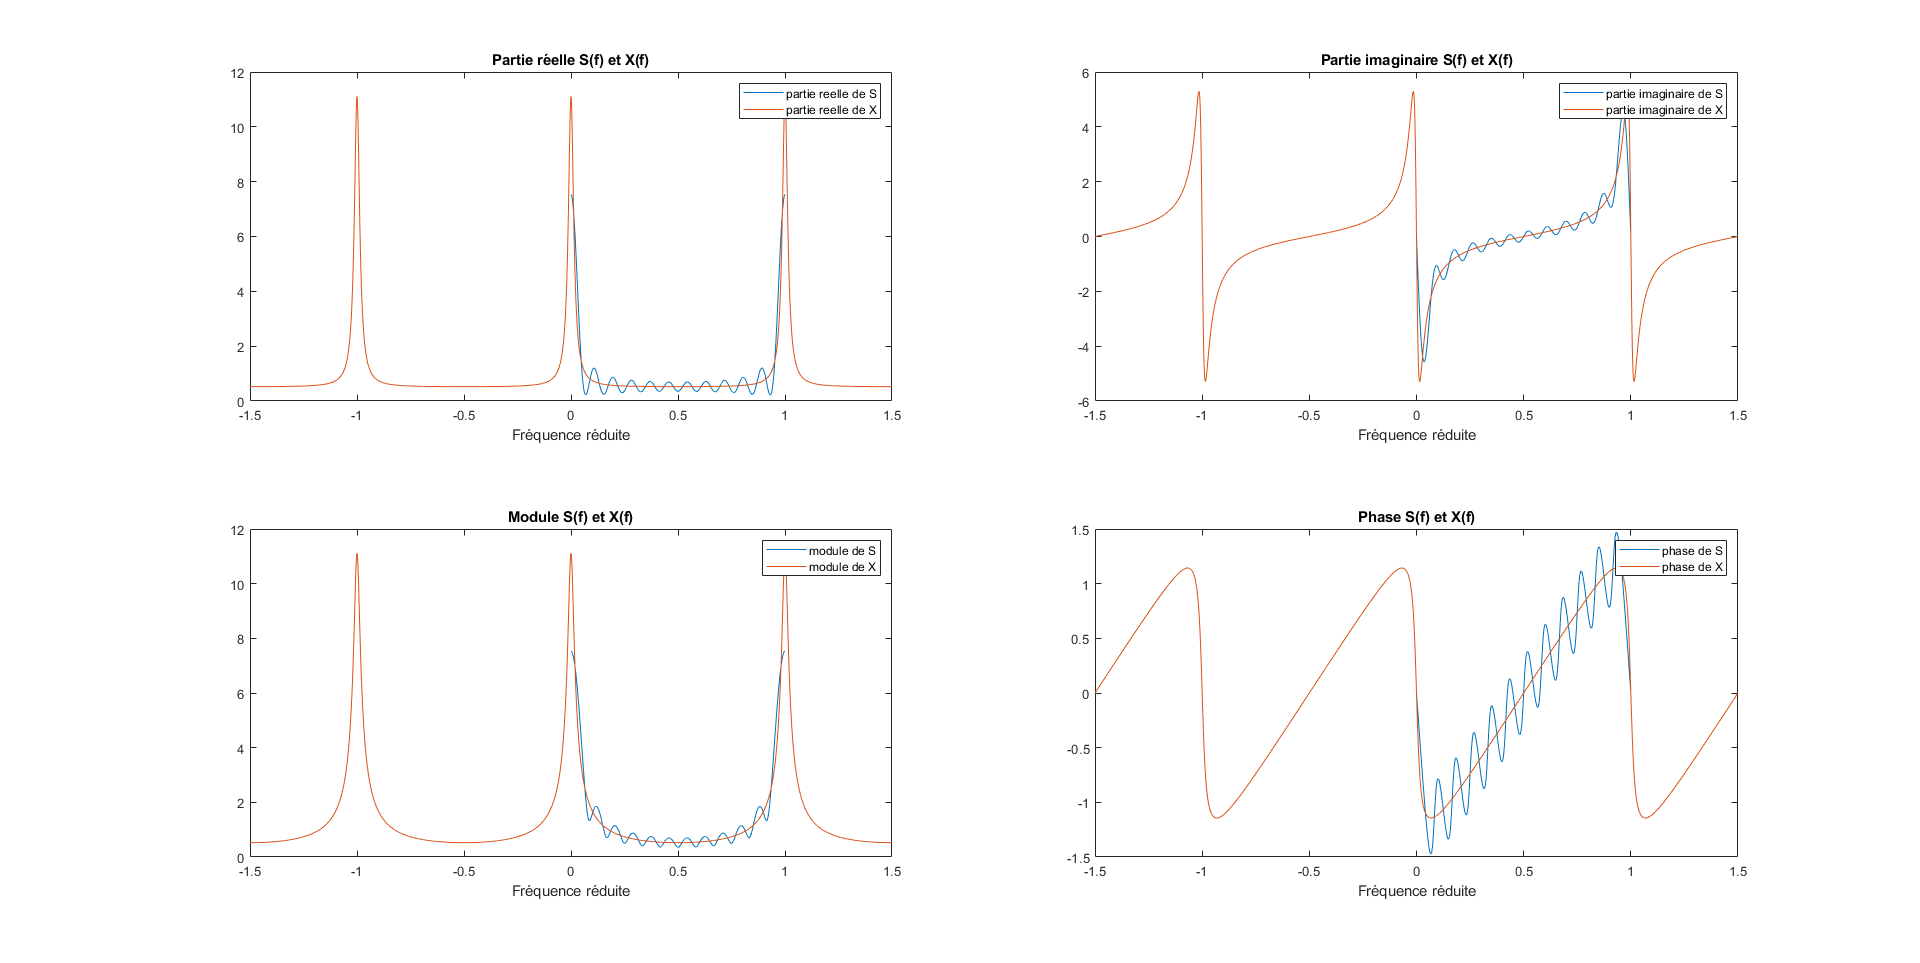 Partie réelle S(f) et X(f)
12
10
8
6
4
2
0
partie reelle de S
partie reelle de X
-1.5 -1 -0.5 0 0.5 1 1.5
Fréquence réduite
Partie imaginaire S(f) et X(f)
6
4
2
0
-2
-4
-6
partie imaginaire de S
partie imaginaire de X
-1.5 -1 -0.5 0 0.5 1 1.5
Fréquence réduite
Module S(f) et X(f)
12
10
8
6
4
2
0
module de S
module de X
-1.5 -1 -0.5 0 0.5 1 1.5
Fréquence réduite
Phase S(f) et X(f)
1.5
1
0.5
0
-0.5
-1
-1.5
phase de S
phase de X
-1.5 -1 -0.5 0 0.5 1 1.5
Fréquence réduite